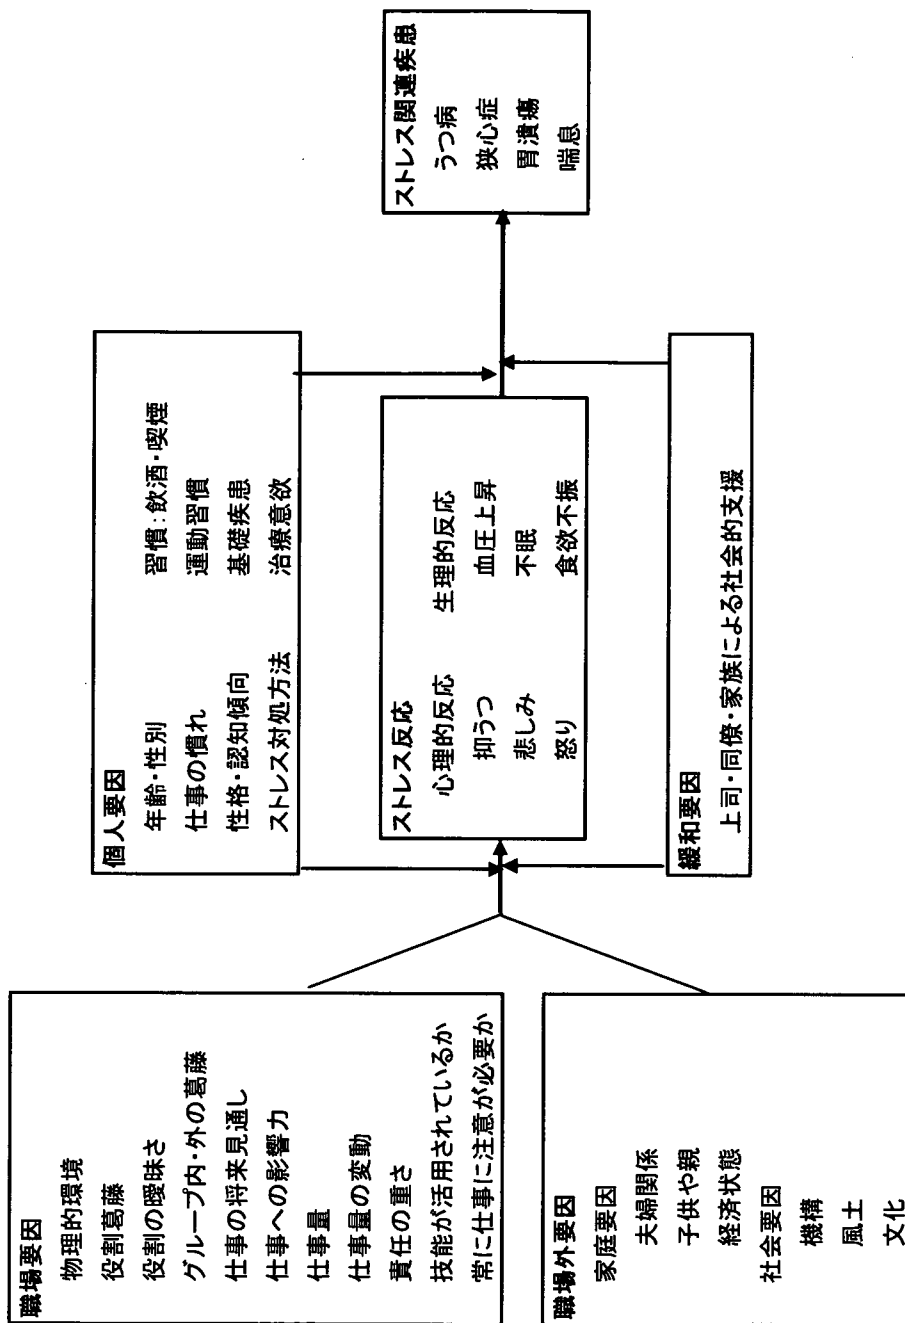 職場要因
物理的環境
役割葛藤
役割の曖昧さ
グループ内・外の葛藤
仕事の将来見通し
仕事への影響力
仕事量
仕事量の変動
責任の重さ
技能が活用されているか
常に仕事に注意が必要か
職場外要因
家庭要因
夫婦関係
子供や親
経済状態
社会要因
機構
風土
文化
個人要因
年齢・性別 習慣:飲酒・喫煙
仕事の慣れ 運動習慣
性格・認知傾向 基礎疾患
ストレス対処方法 治療意欲
ストレス反応
心理的反応 生理的反応
抑うつ 血圧上昇
悲しみ 不眠
怒り 食欲不振
緩和要因
上司・同僚・家族による社会的支援
ストレス関連疾患
うつ病
狭心症
胃潰瘍
喘息